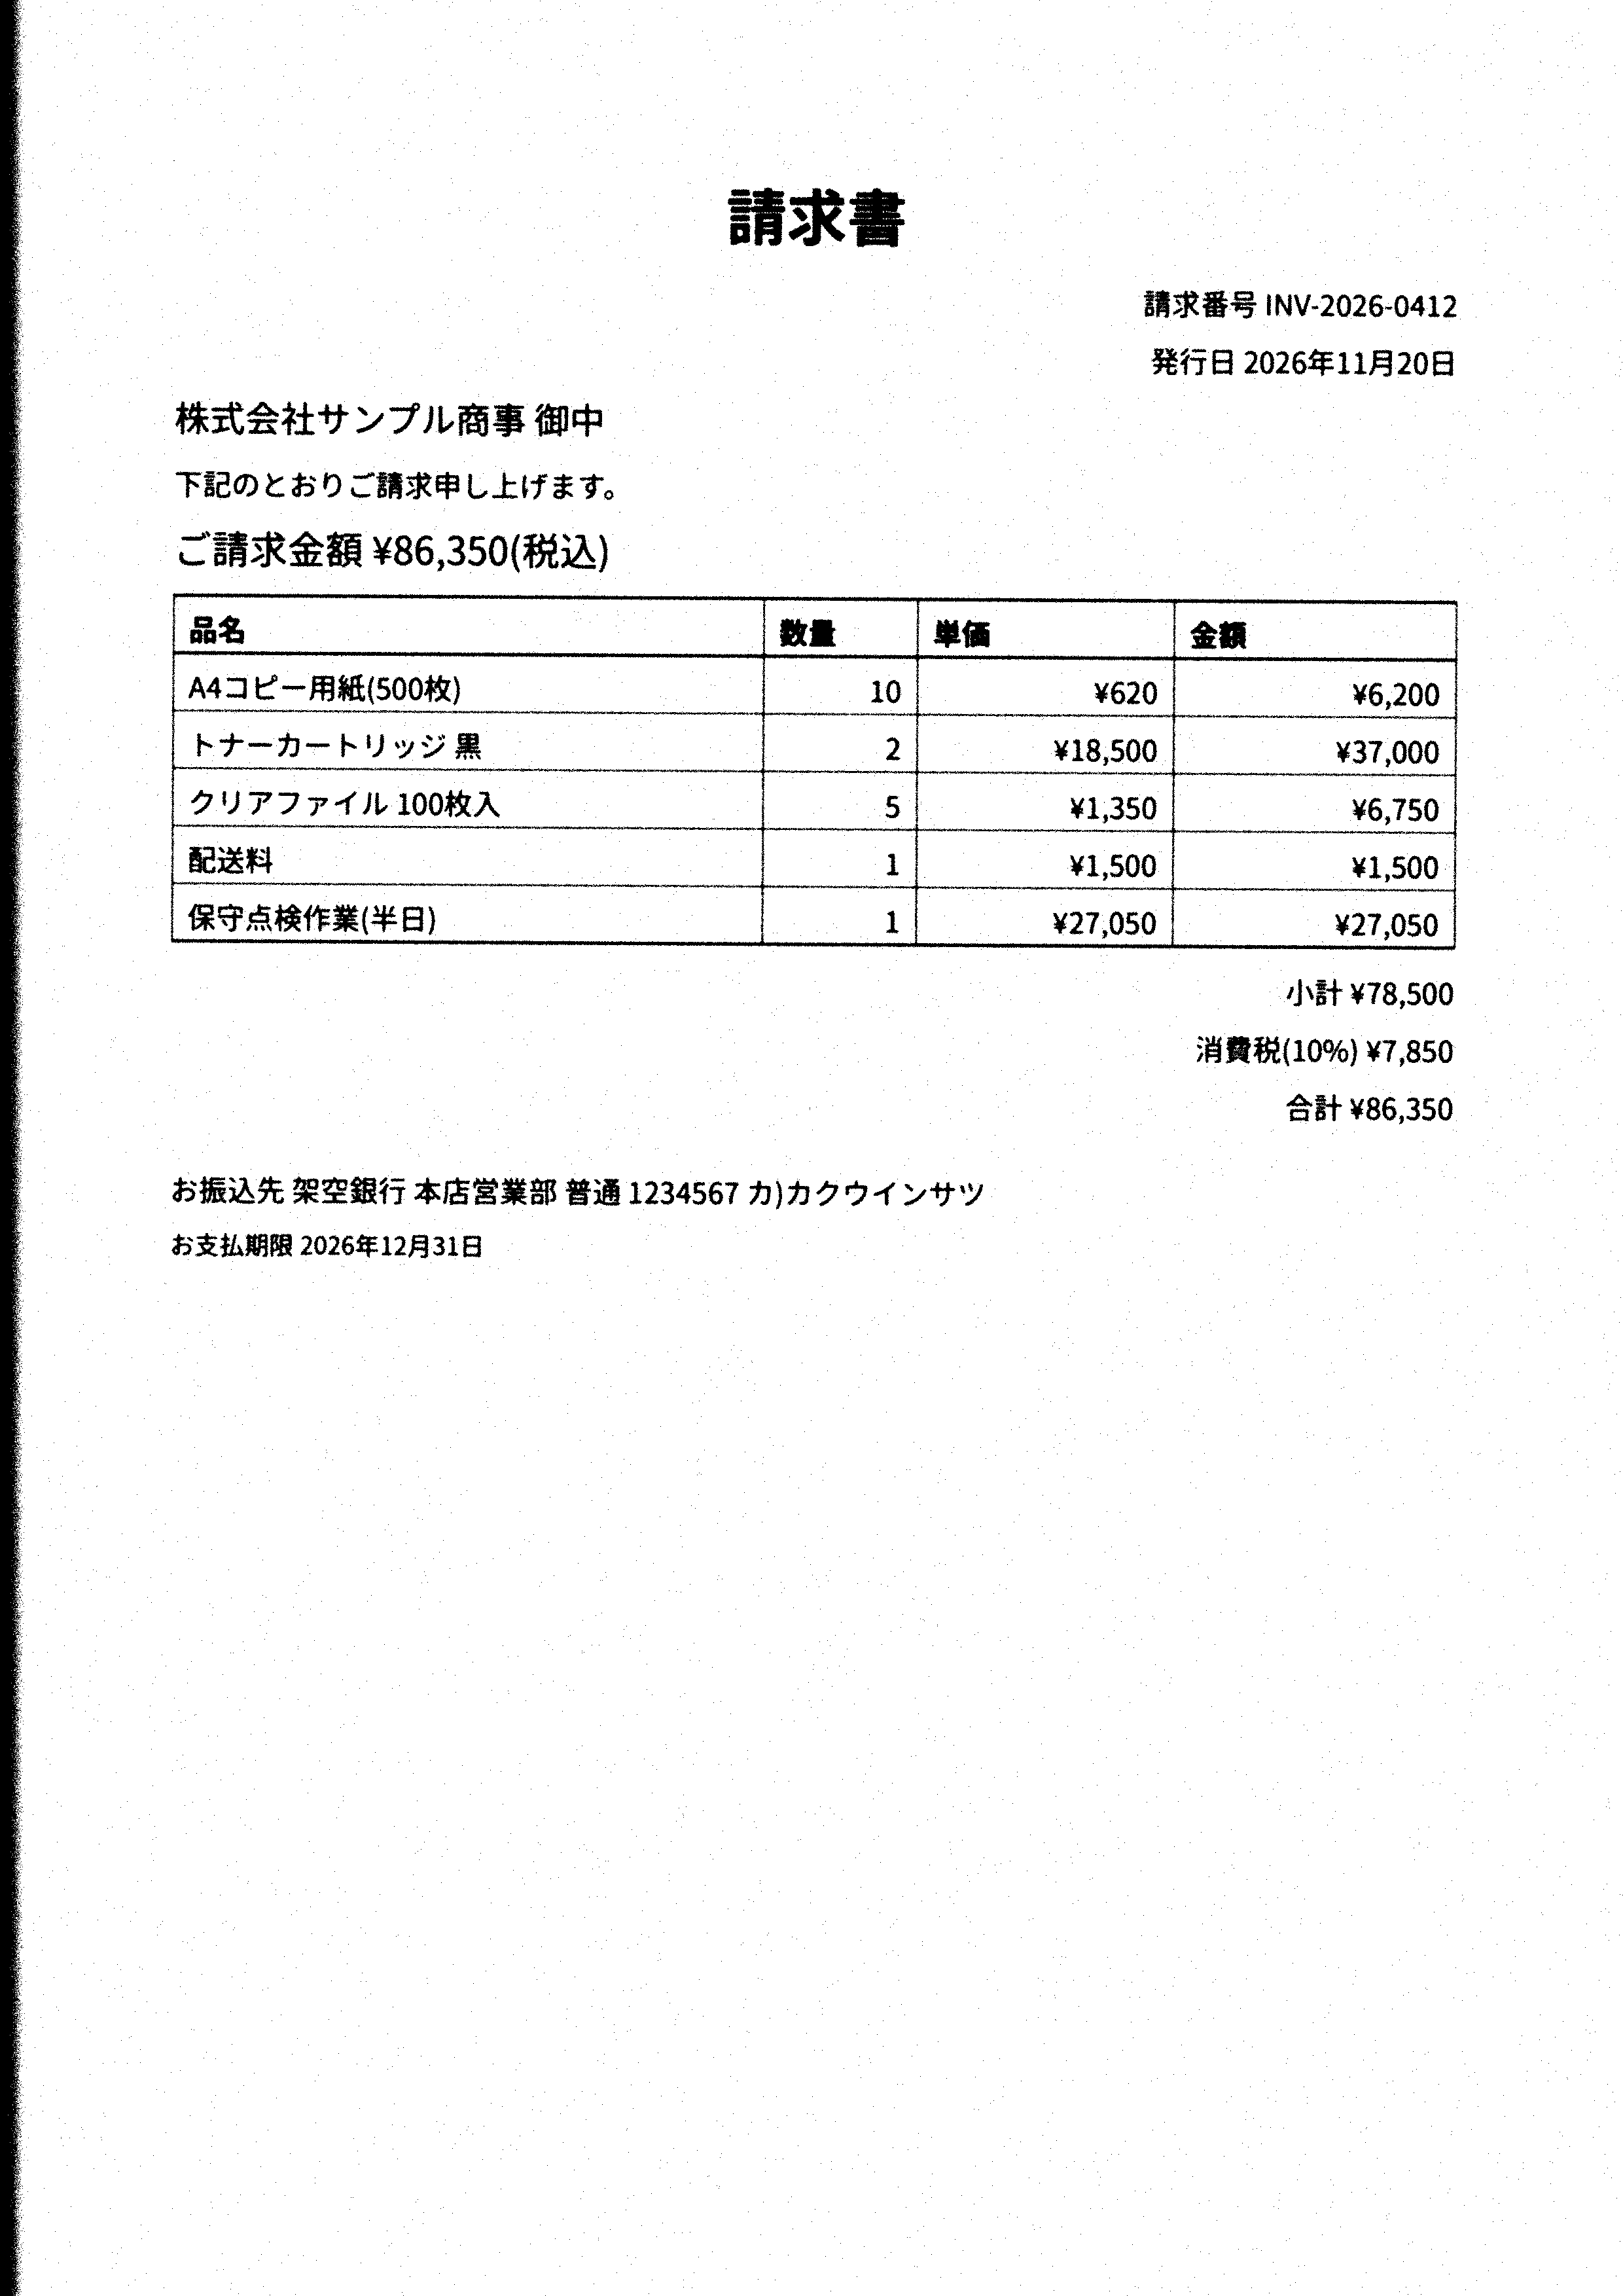 請求書
請求番号 INV-2026-0412
発行日 2026年11月20日
株式会社サンプル商事 御中
下記のとおりご請求申し上げます。
ご請求金額 ¥86,350(税込)
品名 数量 単価 金額
A4コピー用紙(500枚) 10 ¥620 ¥6,200
トナーカートリッジ 黒 2 ¥18,500 ¥37,000
クリアファイル 100枚入 5 ¥1,350 ¥6,750
配送料 1 ¥1,500 ¥1,500
保守点検作業(半日) 1 ¥27,050 ¥27,050
小計 ¥78,500
消費税(10%) ¥7,850
合計 ¥86,350
お振込先 架空銀行 本店営業部 普通 1234567 カ)カクウインサツ
お支払期限 2026年12月31日